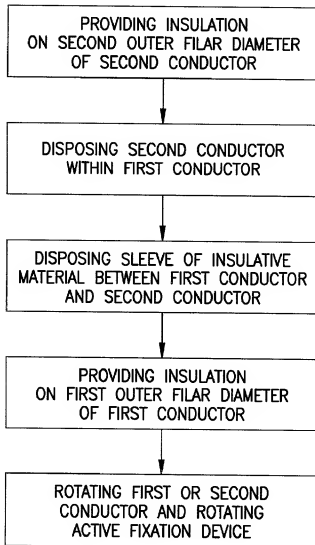 PROVIDING INSULATION
ON SECOND OUTER FILAR DIAMETER
OF SECOND CONDUCTOR
DISPOSING SECOND CONDUCTOR
WITHIN FIRST CONDUCTOR
DISPOSING SLEEVE OF INSULATIVE
MATERIAL BETWEEN FIRST CONDUCTOR
AND SECOND CONDUCTOR
PROVIDING INSULATION
ON FIRST OUTER FILAR DIAMETER
OF FIRST CONDUCTOR
ROTATING FIRST OR SECOND
CONDUCTOR AND ROTATING
ACTIVE FIXATION DEVICE